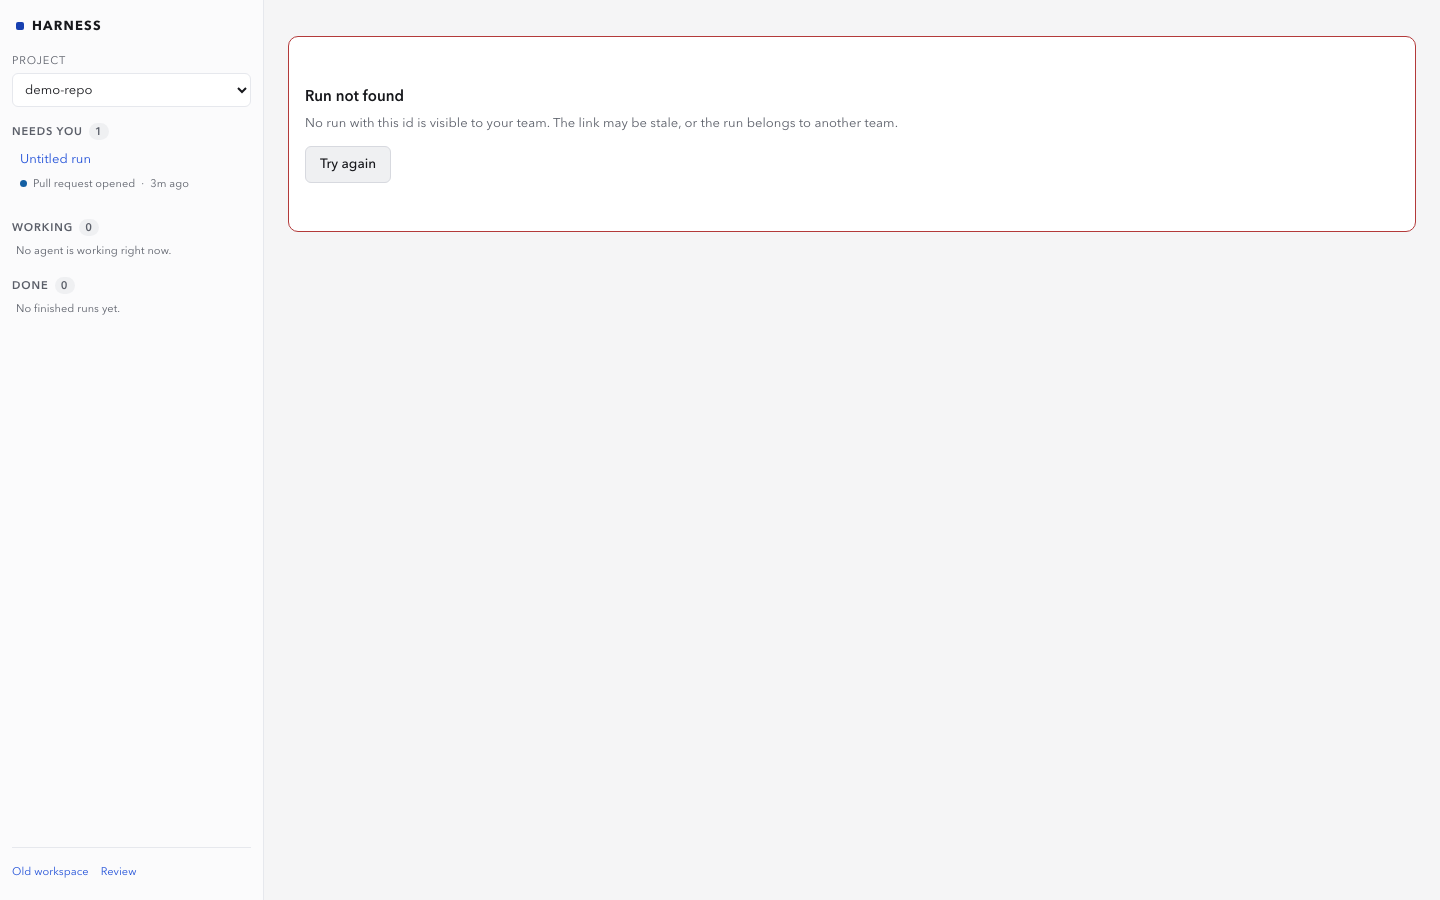 HARNESS
PROJECT
demo-repo
NEEDS YOU 1
Untitled run
Pull request opened · 3m ago
WORKING 0
No agent is working right now.
DONE 0
No finished runs yet.
Old workspace Review
Run not found
No run with this id is visible to your team. The link may be stale, or the run belongs to another team.
Try again